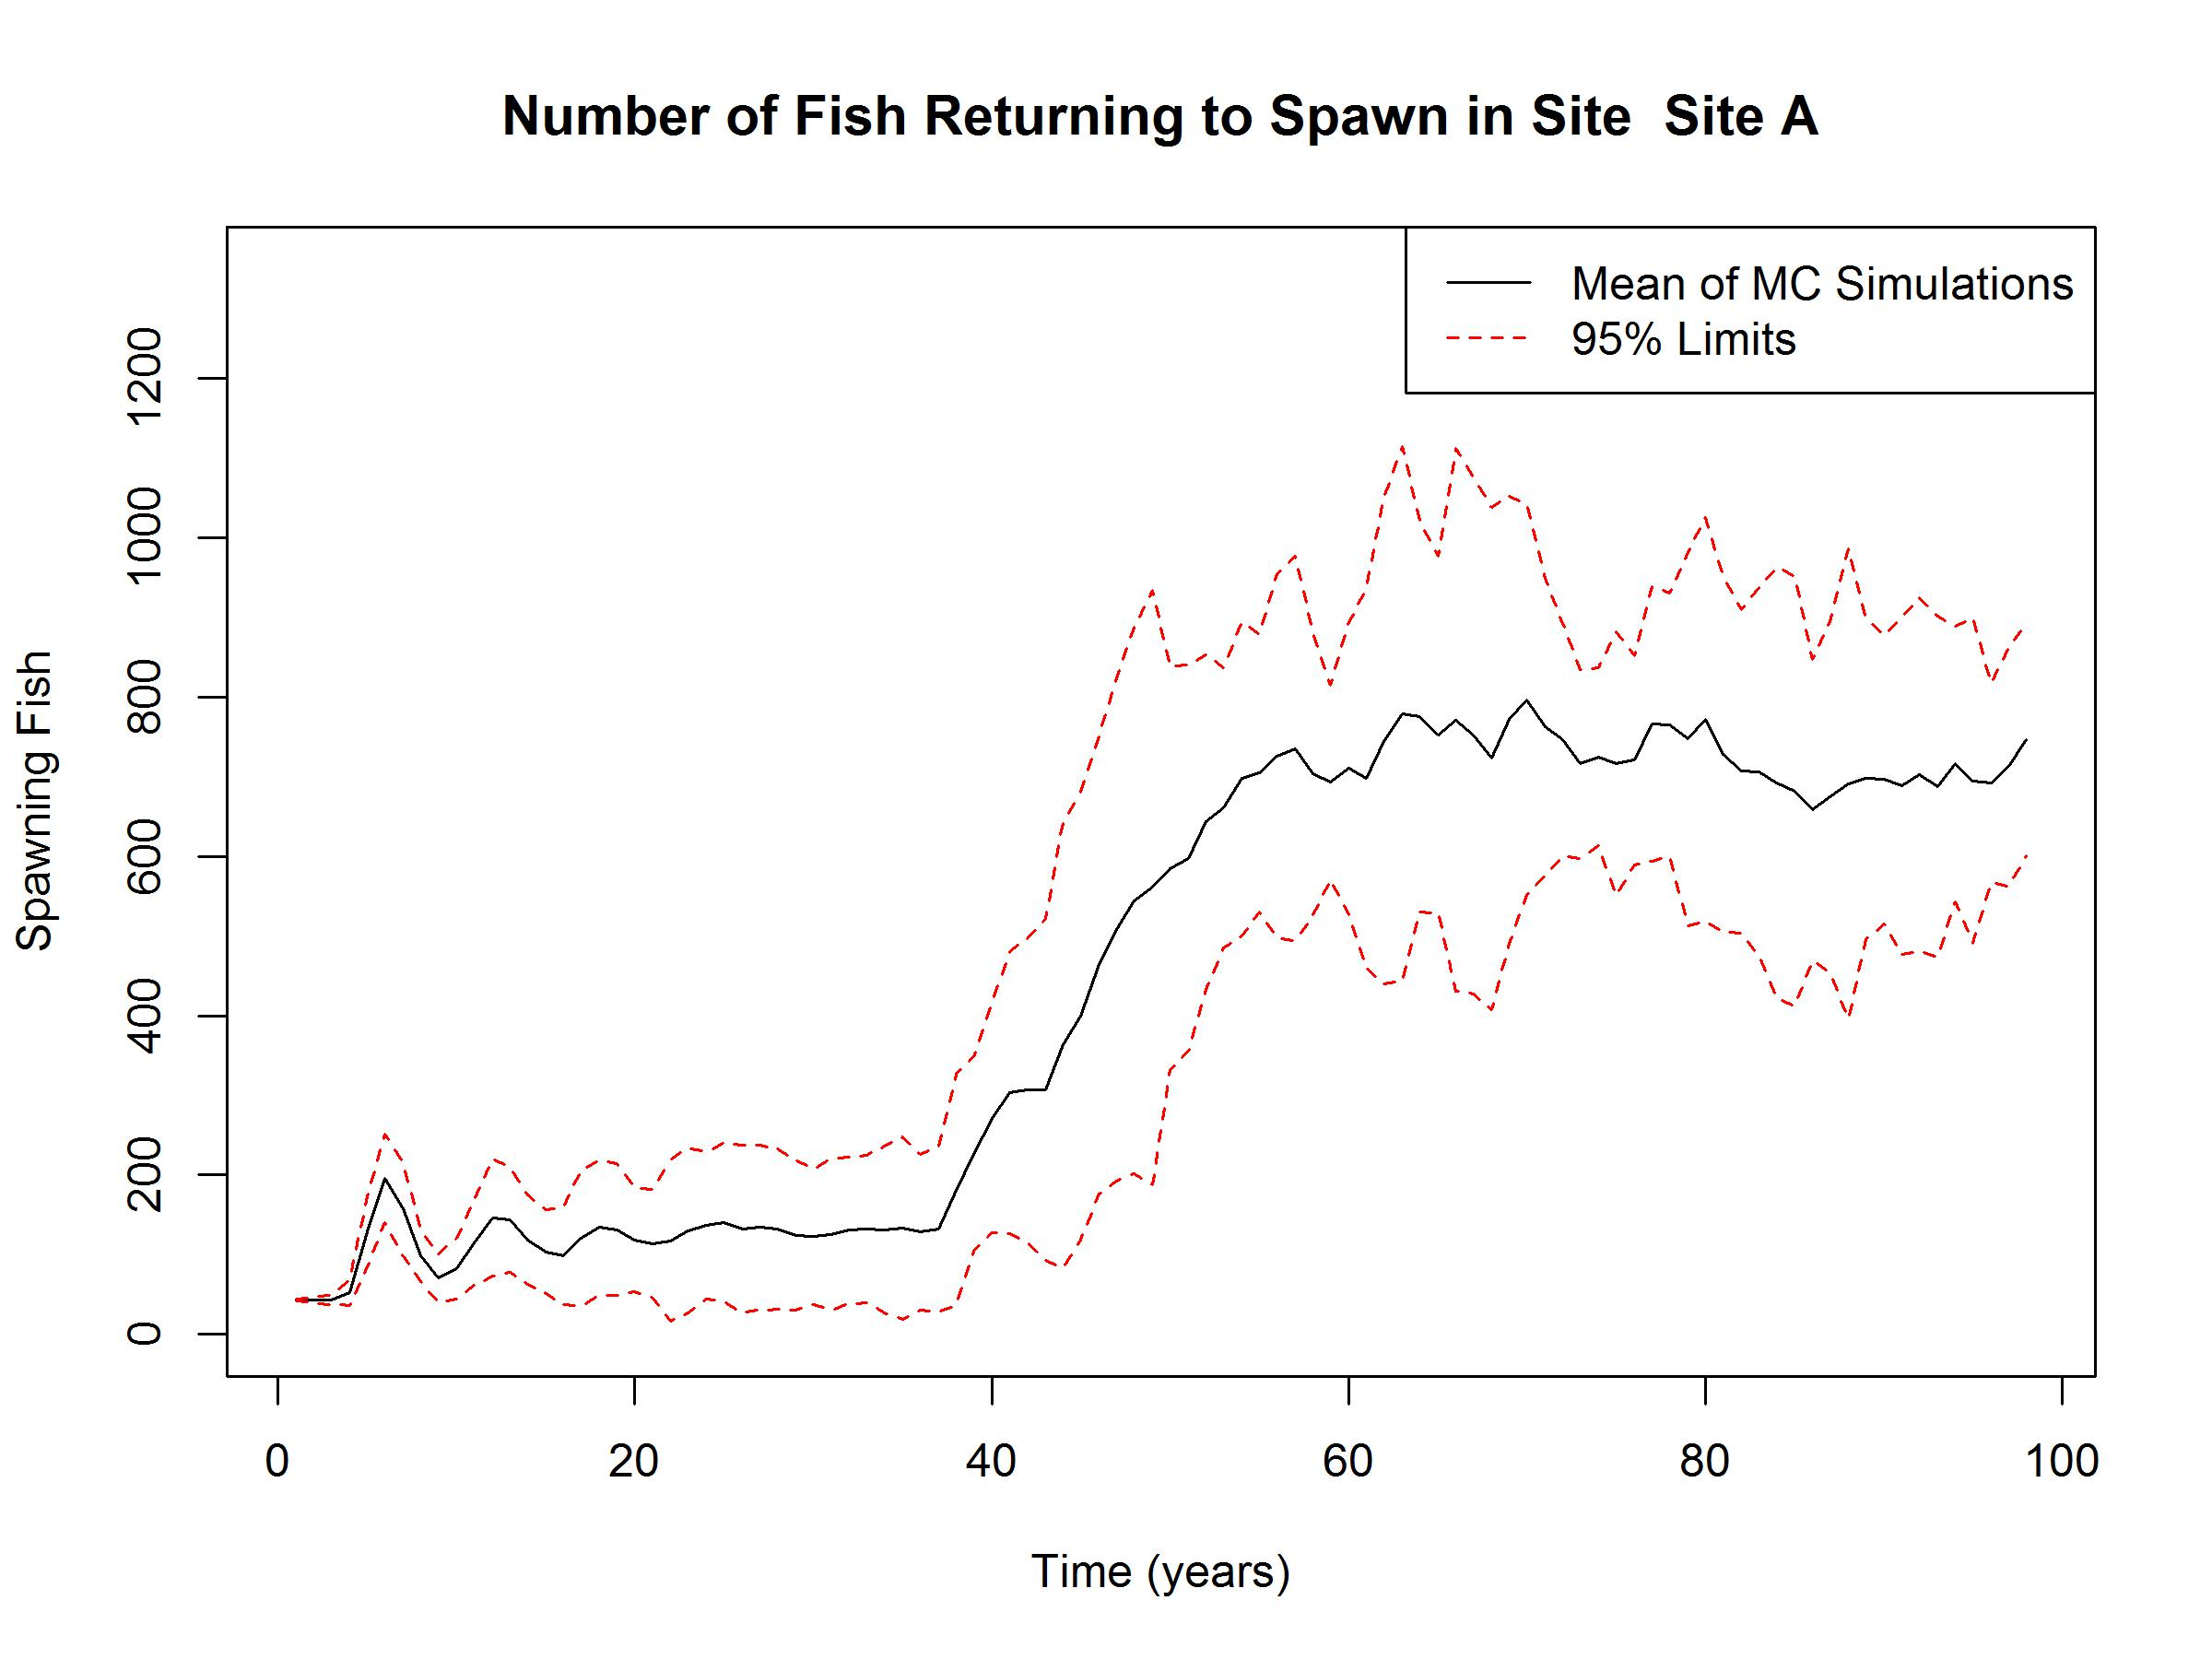 Number of Fish Returning to Spawn in Site  Site A
Mean of MC Simulations
95% Limits
Spawning Fish
1200
1000
800
600
400
200
0
0 20 40 60 80 100
Time (years)